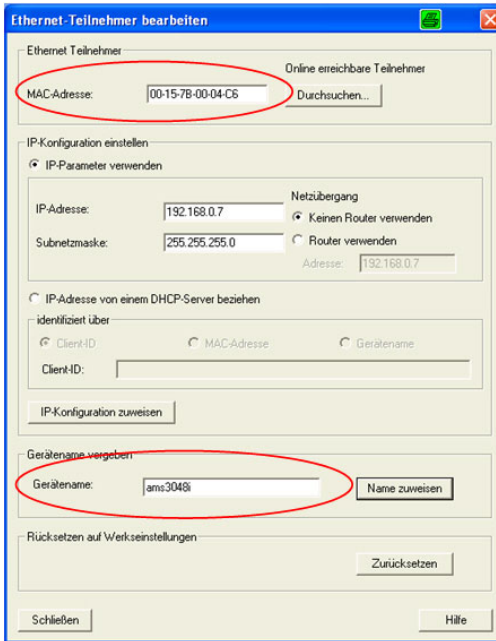 Ethernet-Teilnehmer bearbeiten
Ethernet Teilnehmer
Online erreichbare Teilnehmer
MAC-Adresse: 00-15-7B-00-04-C6 Durchsuchen...
IP-Konfiguration einstellen
IP-Parameter verwenden
Netzübergang
IP-Adresse: 192.168.0.7 Keinen Router verwenden
Subnetzmaske: 255.255.255.0 Router verwenden
Adresse: 192.168.0.7
IP-Adresse von einem DHCP-Server beziehen
identifiziert über
Client-ID MAC-Adresse Gerätename
Client-ID:
IP-Konfiguration zuweisen
Gerätename vergeben
Gerätename: ams3048i Name zuweisen
Rücksetzen auf Werkseinstellungen
Zurücksetzen
Schließen Hilfe